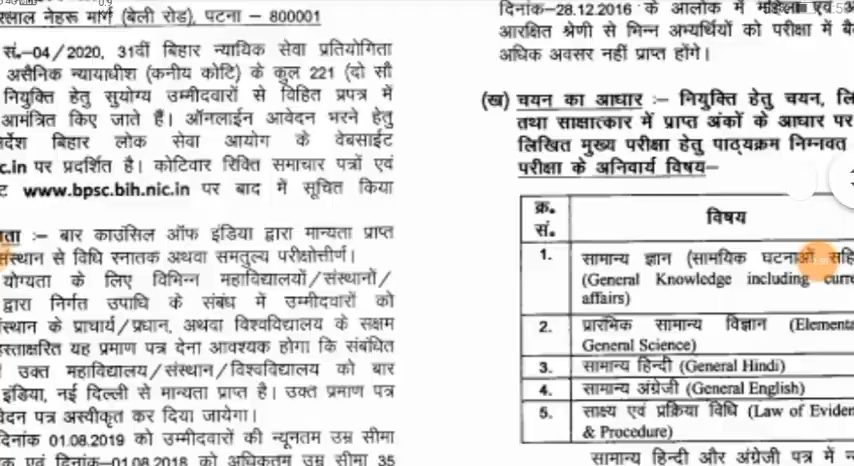 हरलाल नेहरू मार्ग (बेली रोड), पटना – 800001
सं.–04/2020, 31वीं बिहार न्यायिक सेवा प्रतियोगिता
असैनिक न्यायाधीश (कनीय कोटि) के कुल 221 (दो सौ
नियुक्ति हेतु सुयोग्य उम्मीदवारों से विहित प्रपत्र में
आमंत्रित किए जाते हैं। ऑनलाईन आवेदन भरने हेतु
र्देश बिहार लोक सेवा आयोग के वेबसाईट
c.in पर प्रदर्शित है। कोटिवार रिक्ति समाचार पत्रों एवं
ट www.bpsc.bih.nic.in पर बाद में सूचित किया
ता :– बार काउंसिल ऑफ इंडिया द्वारा मान्यता प्राप्त
संस्थान से विधि स्नातक अथवा समतुल्य परीक्षोत्तीर्ण।
योग्यता के लिए विभिन्न महाविद्यालयों/संस्थानों/
द्वारा निर्गत उपाधि के संबंध में उम्मीदवारों को
स्थान के प्राचार्य/प्रधान, अथवा विश्वविद्यालय के सक्षम
स्ताक्षरित यह प्रमाण पत्र देना आवश्यक होगा कि संबंधित
उक्त महाविद्यालय/संस्थान/विश्वविद्यालय को बार
इंडिया, नई दिल्ली से मान्यता प्राप्त है। उक्त प्रमाण पत्र
वेदन पत्र अस्वीकृत कर दिया जायेगा।
दिनांक 01.08.2019 को उम्मीदवारों की न्यूनतम उम्र सीमा
एवं दिनांक–01.08.2018 को अधिकतम उम्र सीमा 35
दिनांक–28.12.2016 के आलोक में महिला एवं
आरक्षित श्रेणी से भिन्न अभ्यर्थियों को परीक्षा में बै
अधिक अवसर नहीं प्राप्त होंगे।
(ख) चयन का आधार :– नियुक्ति हेतु चयन, लि
तथा साक्षात्कार में प्राप्त अंकों के आधार पर
लिखित मुख्य परीक्षा हेतु पाठ्यक्रम निम्नवत
परीक्षा के अनिवार्य विषय–
क्र. सं. विषय
1. सामान्य ज्ञान (सामयिक घटनाओं सहि
(General Knowledge including curre
affairs)
2. प्रारंभिक सामान्य विज्ञान (Elementa
General Science)
3. सामान्य हिन्दी (General Hindi)
4. सामान्य अंग्रेजी (General English)
5. साक्ष्य एवं प्रक्रिया विधि (Law of Eviden
& Procedure)
सामान्य हिन्दी और अंग्रेजी पत्र में न